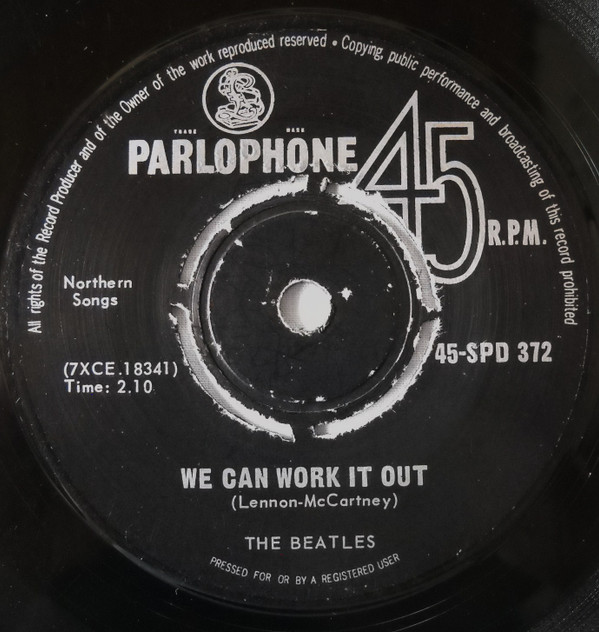 All rights of the Record Producer and of the Owner of the work reproduced reserved • Copying, public performance and broadcasting of this record prohibited
TRADE MARK
PARLOPHONE
45 R.P.M.
Northern
Songs
(7XCE.18341)
Time: 2.10
45-SPD 372
WE CAN WORK IT OUT
(Lennon-McCartney)
THE BEATLES
PRESSED FOR OR BY A REGISTERED USER